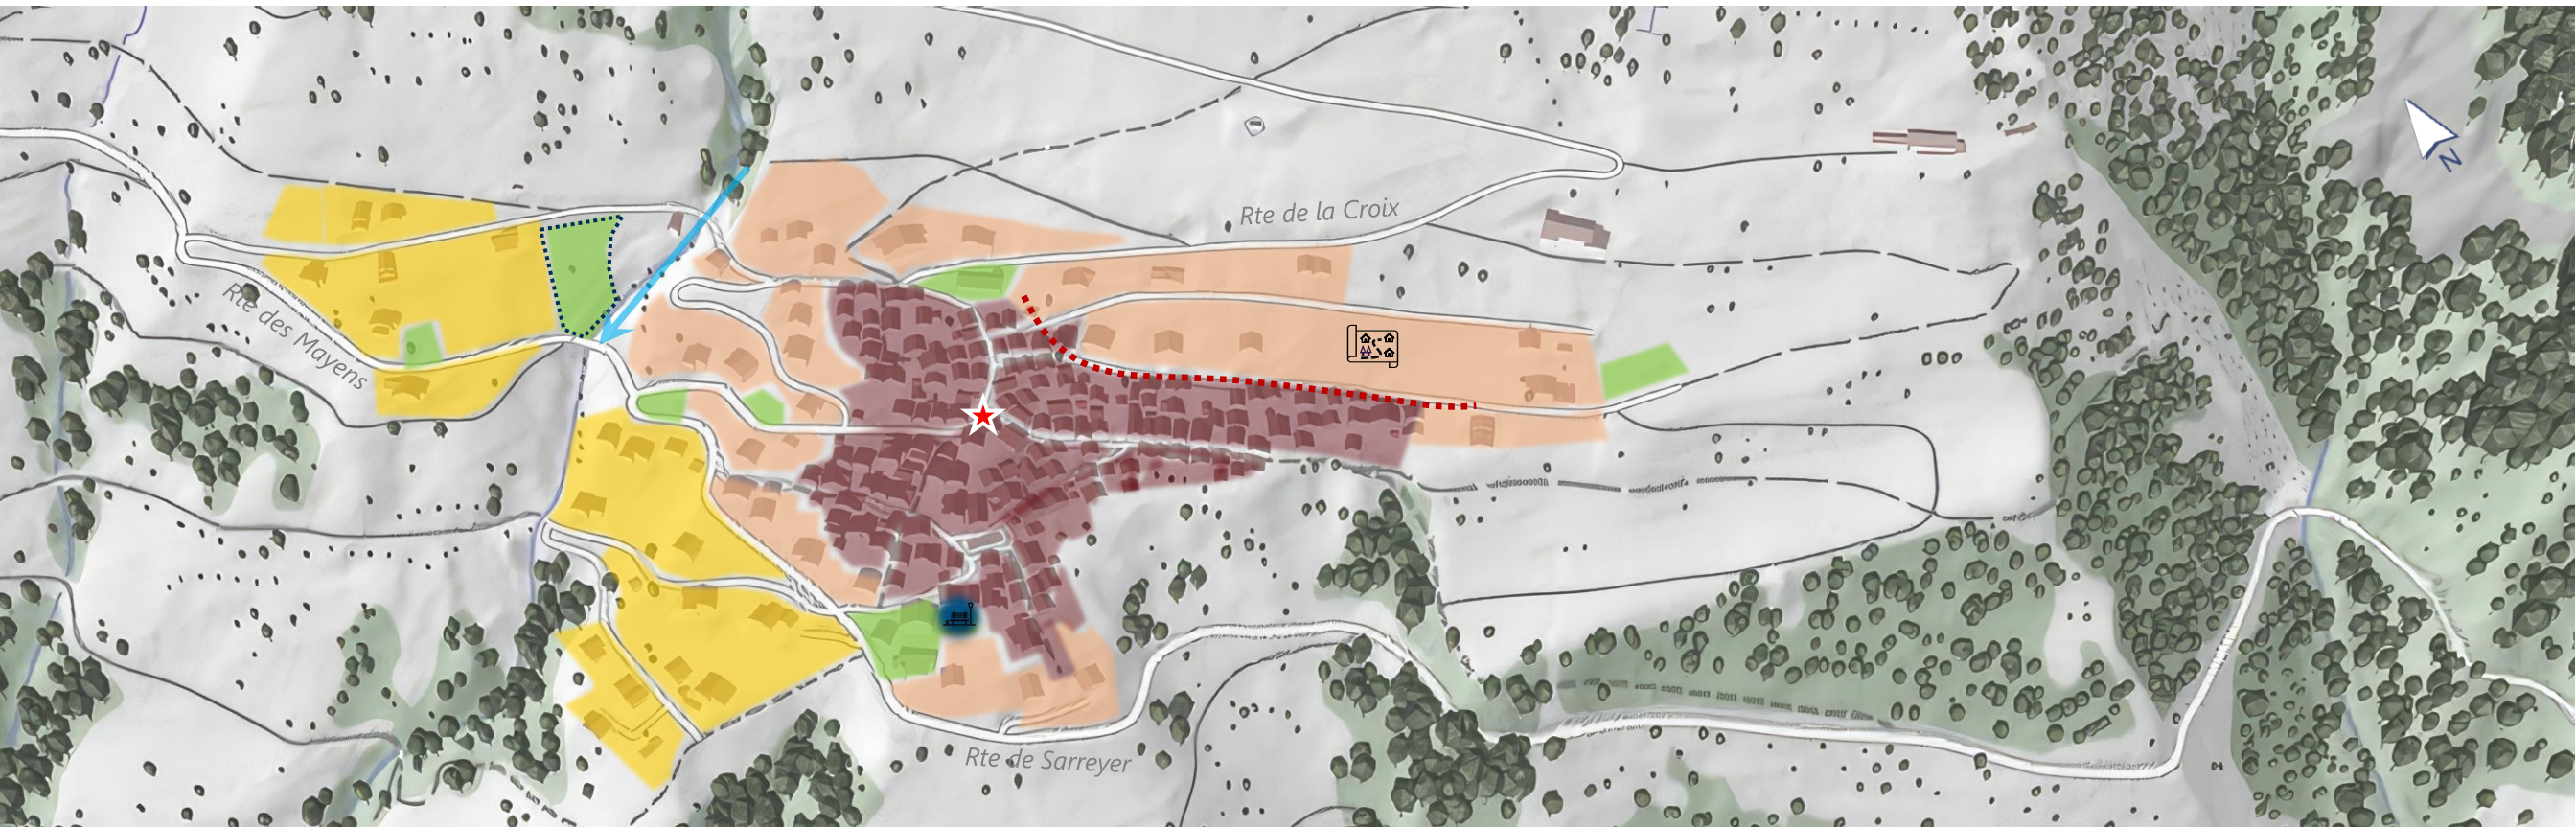 N
Rte de la Croix
Rte des Mayens
Rte de Sarreyer